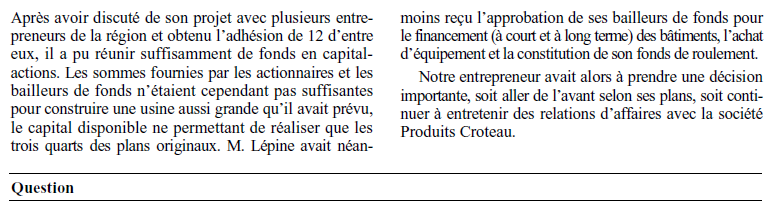 Après avoir discuté de son projet avec plusieurs entre-
preneurs de la région et obtenu l'adhésion de 12 d'entre
eux, il a pu réunir suffisamment de fonds en capital-
actions. Les sommes fournies par les actionnaires et les
bailleurs de fonds n'étaient cependant pas suffisantes
pour construire une usine aussi grande qu'il avait prévu,
le capital disponible ne permettant de réaliser que les
trois quarts des plans originaux. M. Lépine avait néan-
moins reçu l'approbation de ses bailleurs de fonds pour
le financement (à court et à long terme) des bâtiments, l'achat
d'équipement et la constitution de son fonds de roulement.
Notre entrepreneur avait alors à prendre une décision
importante, soit aller de l'avant selon ses plans, soit conti-
nuer à entretenir des relations d'affaires avec la société
Produits Croteau.
Question